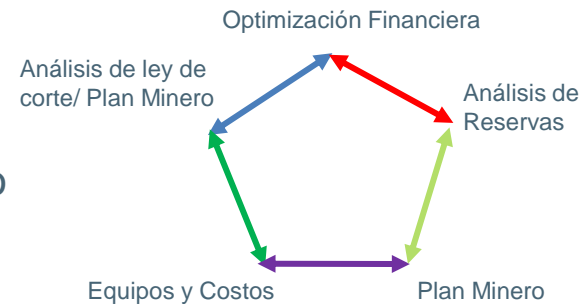 Optimización Financiera
Análisis de ley de
corte/ Plan Minero
Análisis de
Reservas
o
Equipos y Costos
Plan Minero